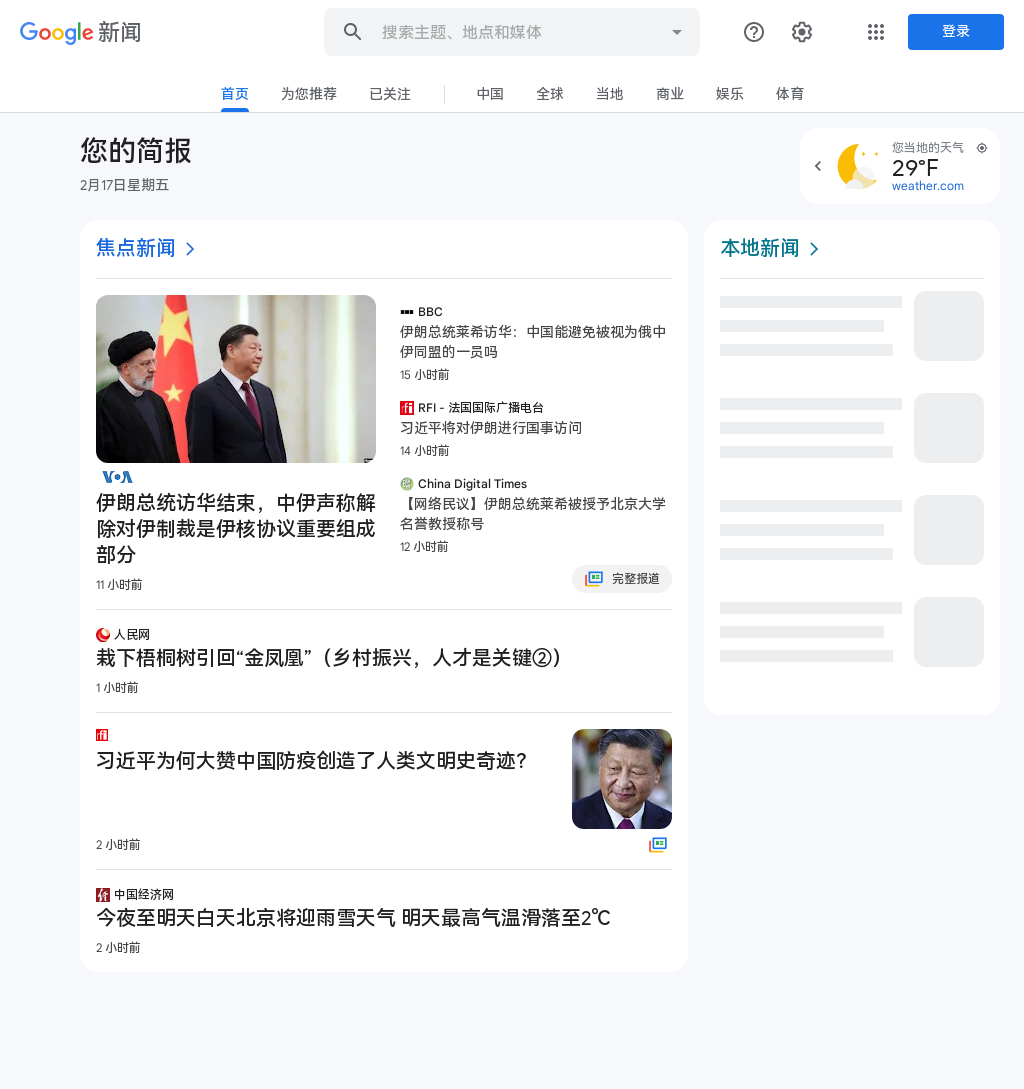 Google 新闻
搜索主题、地点和媒体
登录
首页
为您推荐
已关注
中国
全球
当地
商业
娱乐
体育
您的简报
2月17日星期五
您当地的天气
29°F
weather.com
焦点新闻
VOA
伊朗总统访华结束，中伊声称解
除对伊制裁是伊核协议重要组成
部分
11 小时前
BBC
伊朗总统莱希访华：中国能避免被视为俄中
伊同盟的一员吗
15 小时前
RFI - 法国国际广播电台
习近平将对伊朗进行国事访问
14 小时前
China Digital Times
【网络民议】伊朗总统莱希被授予北京大学
名誉教授称号
12 小时前
完整报道
人民网
栽下梧桐树引回“金凤凰”（乡村振兴，人才是关键②）
1 小时前
习近平为何大赞中国防疫创造了人类文明史奇迹？
2 小时前
中国经济网
今夜至明天白天北京将迎雨雪天气 明天最高气温滑落至2℃
2 小时前
本地新闻